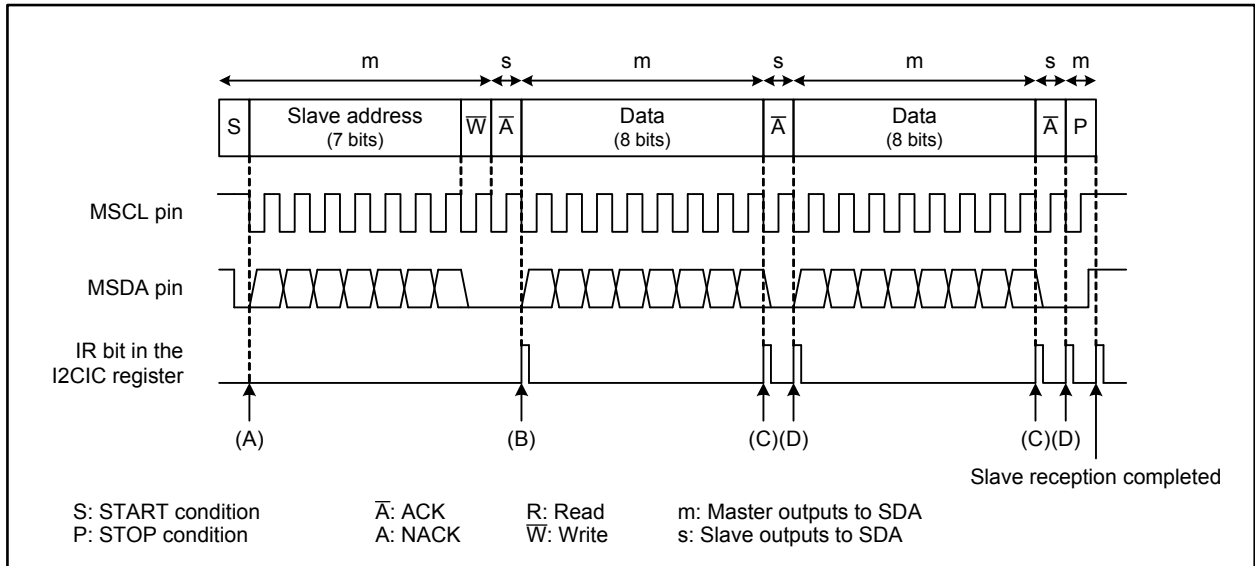 m s m s m s m
S Slave address (7 bits) W̅ A̅ Data (8 bits) A̅ Data (8 bits) A̅ P
MSCL pin
MSDA pin
IR bit in the
I2CIC register
(A) (B) (C)(D) (C)(D)
Slave reception completed
S: START condition A̅: ACK R: Read m: Master outputs to SDA
P: STOP condition A: NACK W̅: Write s: Slave outputs to SDA